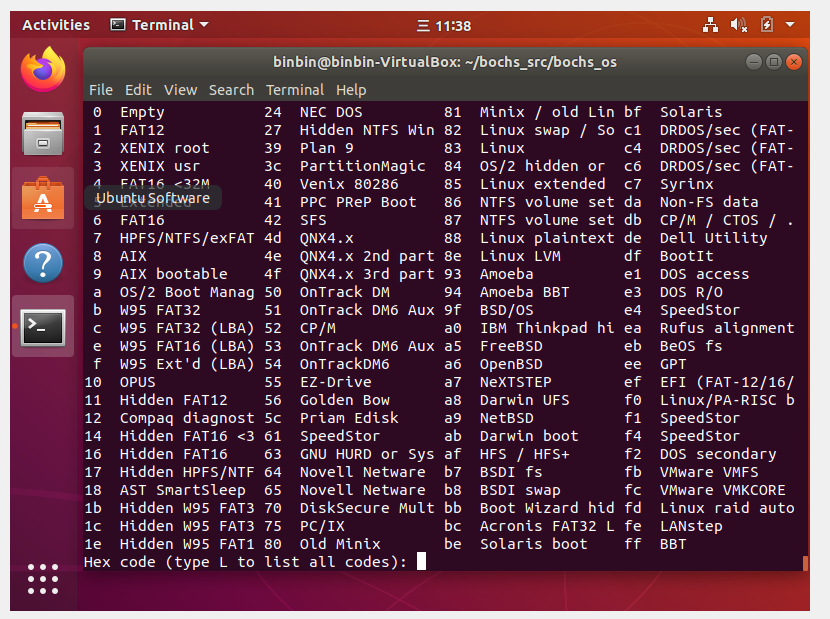 Activities Terminal 三 11:38
binbin@binbin-VirtualBox: ~/bochs_src/bochs_os
File Edit View Search Terminal Help
0 Empty 24 NEC DOS 81 Minix / old Lin bf Solaris
1 FAT12 27 Hidden NTFS Win 82 Linux swap / So c1 DRDOS/sec (FAT-
2 XENIX root 39 Plan 9 83 Linux c4 DRDOS/sec (FAT-
3 XENIX usr 3c PartitionMagic 84 OS/2 hidden or c6 DRDOS/sec (FAT-
4 FAT16 <32M 40 Venix 80286 85 Linux extended c7 Syrinx
5 Extended 41 PPC PReP Boot 86 NTFS volume set da Non-FS data
Ubuntu Software
6 FAT16 42 SFS 87 NTFS volume set db CP/M / CTOS / .
7 HPFS/NTFS/exFAT 4d QNX4.x 88 Linux plaintext de Dell Utility
8 AIX 4e QNX4.x 2nd part 8e Linux LVM df BootIt
9 AIX bootable 4f QNX4.x 3rd part 93 Amoeba e1 DOS access
a OS/2 Boot Manag 50 OnTrack DM 94 Amoeba BBT e3 DOS R/O
b W95 FAT32 51 OnTrack DM6 Aux 9f BSD/OS e4 SpeedStor
c W95 FAT32 (LBA) 52 CP/M a0 IBM Thinkpad hi ea Rufus alignment
e W95 FAT16 (LBA) 53 OnTrack DM6 Aux a5 FreeBSD eb BeOS fs
f W95 Ext'd (LBA) 54 OnTrackDM6 a6 OpenBSD ee GPT
10 OPUS 55 EZ-Drive a7 NeXTSTEP ef EFI (FAT-12/16/
11 Hidden FAT12 56 Golden Bow a8 Darwin UFS f0 Linux/PA-RISC b
12 Compaq diagnost 5c Priam Edisk a9 NetBSD f1 SpeedStor
14 Hidden FAT16 <3 61 SpeedStor ab Darwin boot f4 SpeedStor
16 Hidden FAT16 63 GNU HURD or Sys af HFS / HFS+ f2 DOS secondary
17 Hidden HPFS/NTF 64 Novell Netware b7 BSDI fs fb VMware VMFS
18 AST SmartSleep 65 Novell Netware b8 BSDI swap fc VMware VMKCORE
1b Hidden W95 FAT3 70 DiskSecure Mult bb Boot Wizard hid fd Linux raid auto
1c Hidden W95 FAT3 75 PC/IX bc Acronis FAT32 L fe LANstep
1e Hidden W95 FAT1 80 Old Minix be Solaris boot ff BBT
Hex code (type L to list all codes):